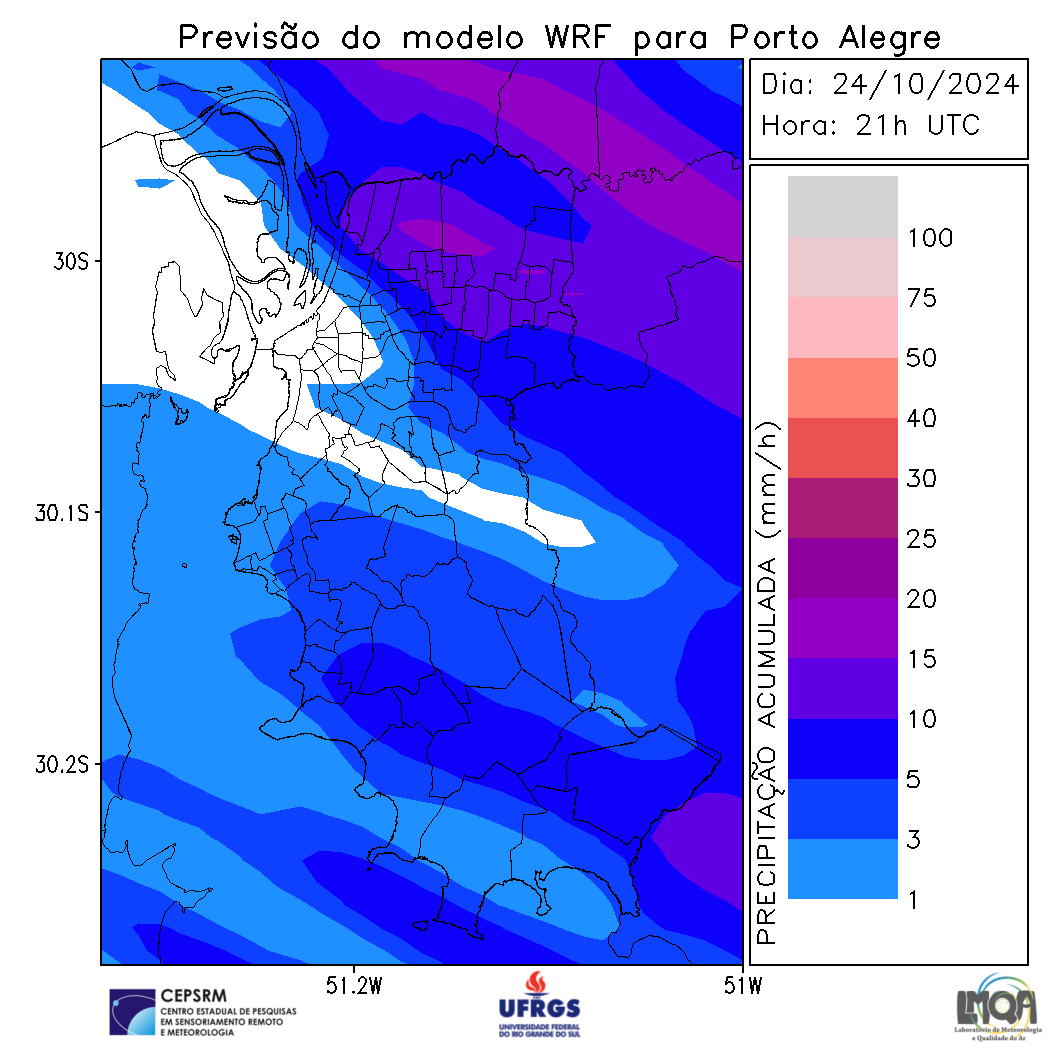 Previsão do modelo WRF para Porto Alegre
Dia: 24/10/2024
Hora: 21h UTC
30S
30.1S
30.2S
51.2W
51W
PRECIPITAÇÃO ACUMULADA (mm/h)
100
75
50
40
30
25
20
15
10
5
3
1
CEPSRM
CENTRO ESTADUAL DE PESQUISAS
EM SENSORIAMENTO REMOTO
E METEOROLOGIA
UFRGS
UNIVERSIDADE FEDERAL
DO RIO GRANDE DO SUL
LMQA
Laboratório de Meteorologia
e Qualidade do Ar